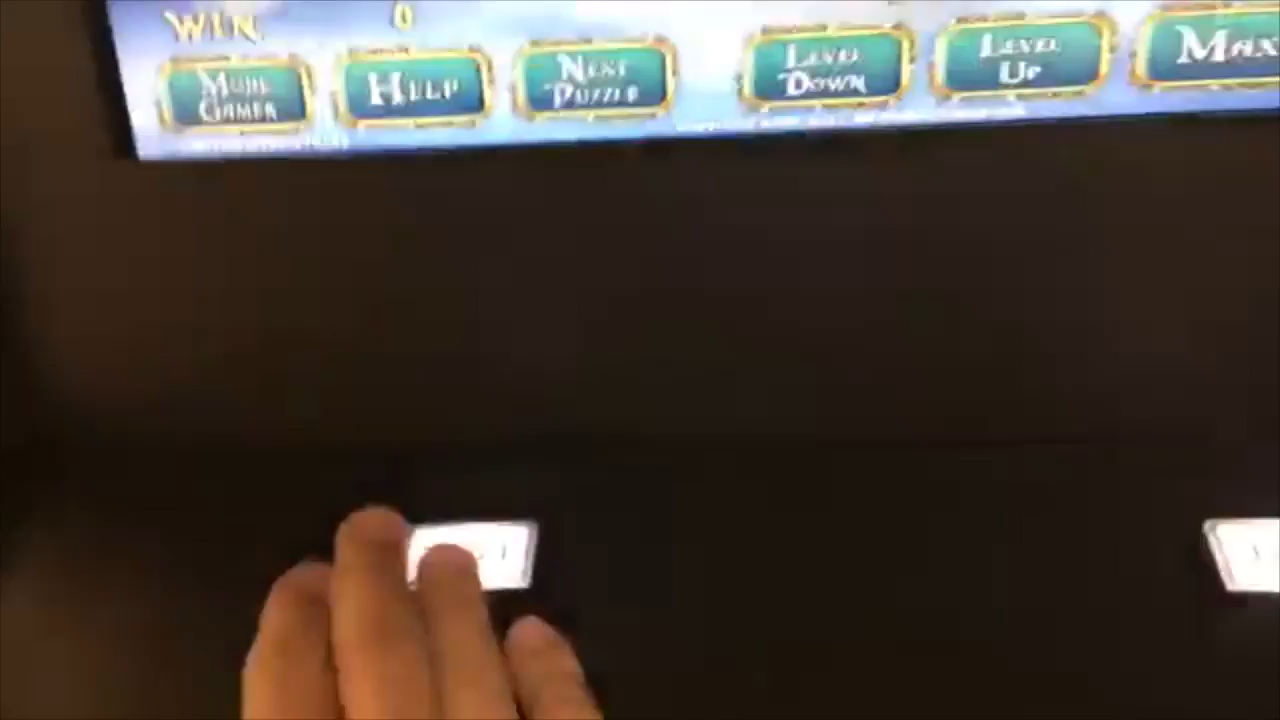 WIN 0
MORE
GAMES
HELP
NEXT
PUZZLE
LEVEL
DOWN
LEVEL
UP
MAX